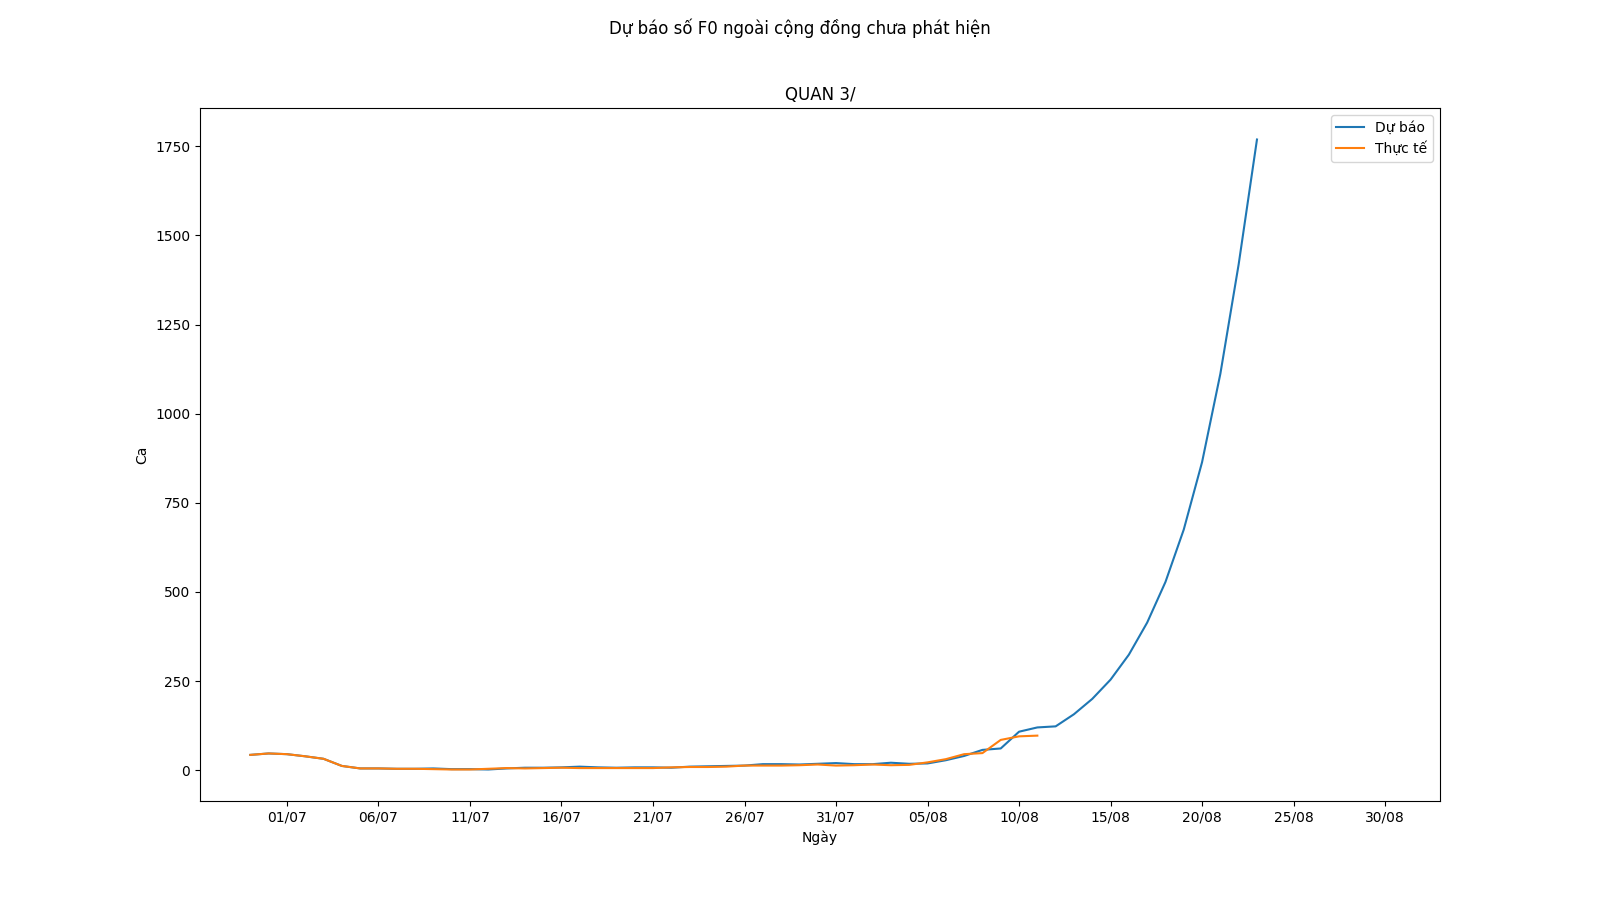 Dự báo số F0 ngoài cộng đồng chưa phát hiện
QUAN 3/
Dự báo
Thực tế
1750
1500
1250
1000
750
500
250
0
Ca
01/07 06/07 11/07 16/07 21/07 26/07 31/07 05/08 10/08 15/08 20/08 25/08 30/08
Ngày